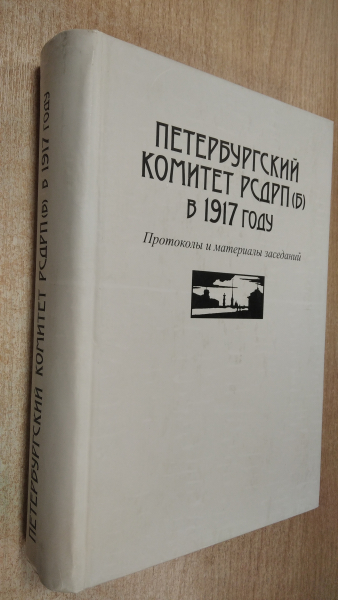 ПЕТЕРБУРГСКИЙ КОМИТЕТ РСДРП(Б) В 1917 ГОДУ
ПЕТЕРБУРГСКИЙ
КОМИТЕТ РСДРП(Б)
В 1917 ГОДУ
Протоколы и материалы заседаний